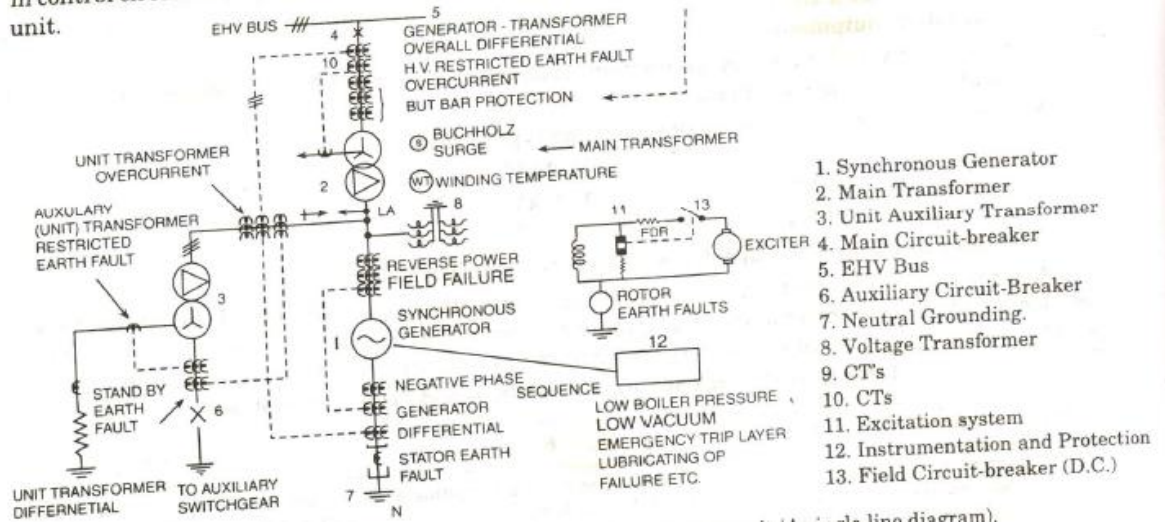 unit.
EHV BUS
5
4
GENERATOR - TRANSFORMER
OVERALL DIFFERENTIAL
10
H.V. RESTRICTED EARTH FAULT
OVERCURRENT
BUT BAR PROTECTION
UNIT TRANSFORMER
OVERCURRENT
S
BUCHHOLZ
SURGE
MAIN TRANSFORMER
2
WT
WINDING TEMPERATURE
AUXULARY
(UNIT) TRANSFORMER
RESTRICTED
EARTH FAULT
LA
8
11
13
FDR
EXCITER
REVERSE POWER
FIELD FAILURE
ROTOR
EARTH FAULTS
3
SYNCHRONOUS
GENERATOR
1
12
STAND BY
EARTH
FAULT
6
NEGATIVE PHASE
SEQUENCE
GENERATOR
DIFFERENTIAL
STATOR EARTH
FAULT
LOW BOILER PRESSURE
LOW VACUUM
EMERGENCY TRIP LAYER
LUBRICATING OP
FAILURE ETC.
UNIT TRANSFORMER
DIFFERNETIAL
TO AUXILIARY
SWITCHGEAR
7
N
1. Synchronous Generator
2. Main Transformer
3. Unit Auxiliary Transformer
4. Main Circuit-breaker
5. EHV Bus
6. Auxiliary Circuit-Breaker
7. Neutral Grounding.
8. Voltage Transformer
9. CT's
10. CTs
11. Excitation system
12. Instrumentation and Protection
13. Field Circuit-breaker (D.C.)
single line diagram).